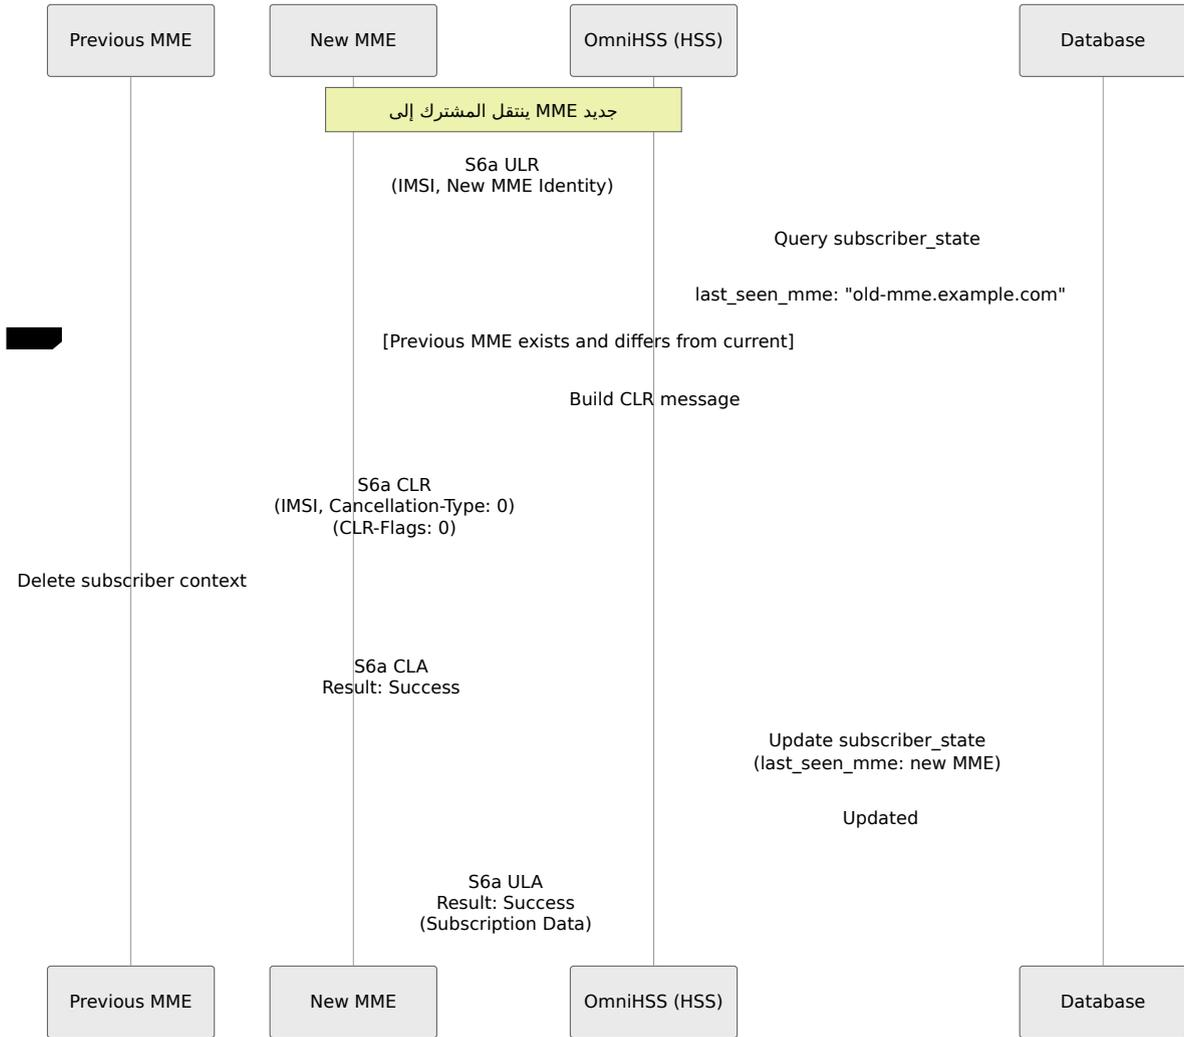 Previous MME
New MME
OmniHSS (HSS)
Database
ينتقل المشترك إلى MME جديد
S6a ULR
(IMSI, New MME Identity)
Query subscriber_state
last_seen_mme: "old-mme.example.com"
[Previous MME exists and differs from current]
Build CLR message
S6a CLR
(IMSI, Cancellation-Type: 0)
(CLR-Flags: 0)
Delete subscriber context
S6a CLA
Result: Success
Update subscriber_state
(last_seen_mme: new MME)
Updated
S6a ULA
Result: Success
(Subscription Data)
Previous MME
New MME
OmniHSS (HSS)
Database